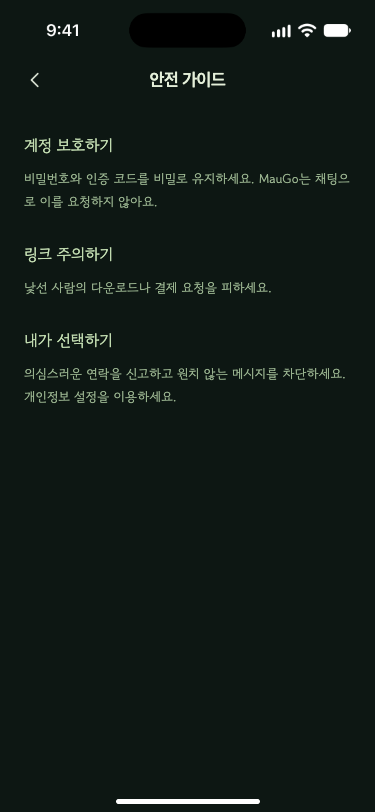 9:41
안전 가이드
계정 보호하기
비밀번호와 인증 코드를 비밀로 유지하세요. MauGo는 채팅으
로 이를 요청하지 않아요.
링크 주의하기
낯선 사람의 다운로드나 결제 요청을 피하세요.
내가 선택하기
의심스러운 연락을 신고하고 원치 않는 메시지를 차단하세요.
개인정보 설정을 이용하세요.